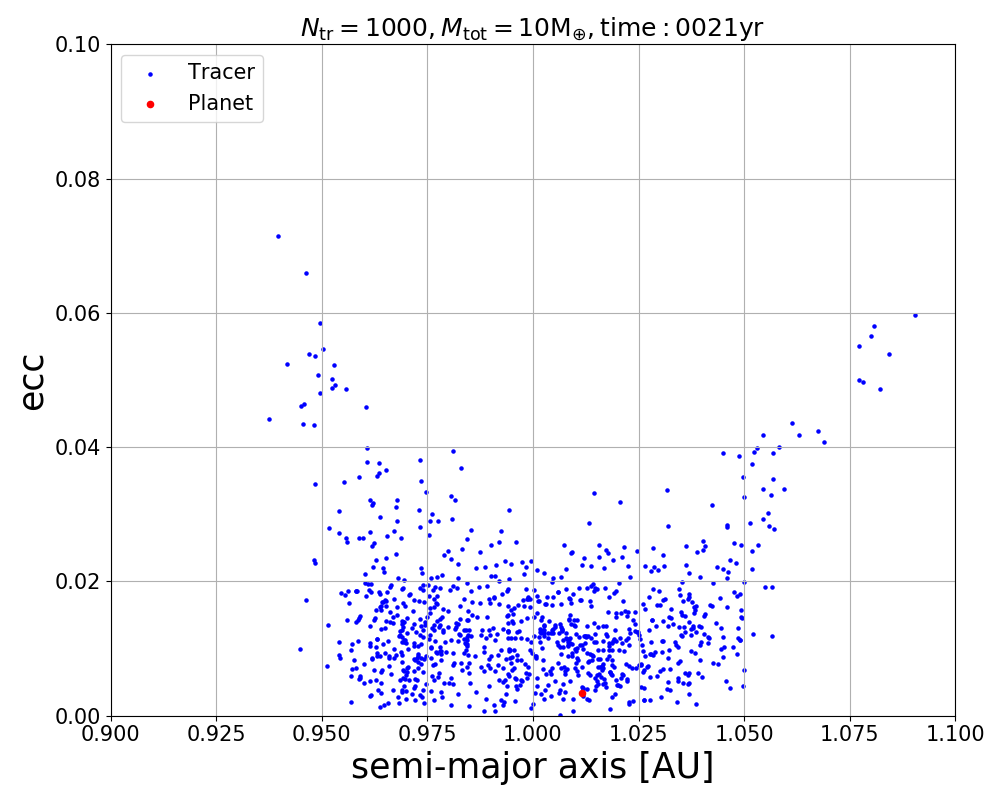 N_tr = 1000, M_tot = 10M_⊕, time : 0021yr
Tracer
Planet
0.10
0.08
0.06
0.04
0.02
0.00
ecc
0.900 0.925 0.950 0.975 1.000 1.025 1.050 1.075 1.100
semi-major axis [AU]